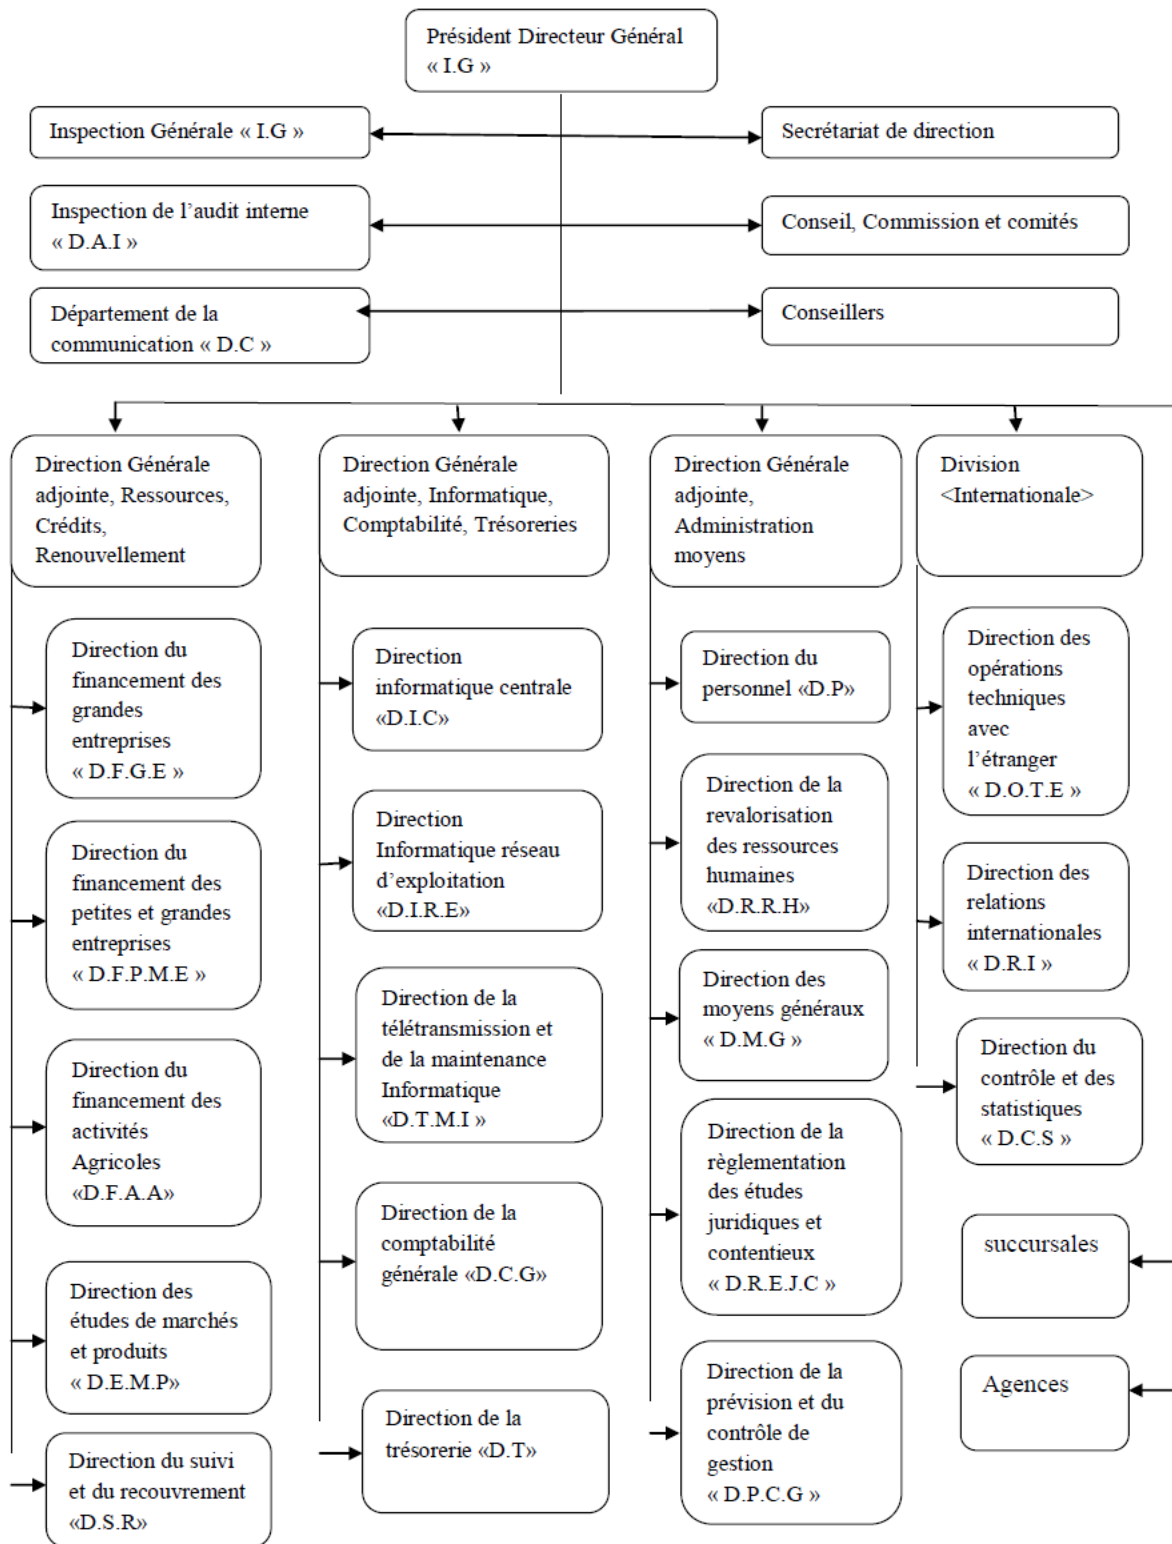 Président Directeur Général
« I.G »
Inspection Générale « I.G »
Secrétariat de direction
Inspection de l’audit interne
« D.A.I »
Conseil, Commission et comités
Département de la
communication « D.C »
Conseillers
Direction Générale
adjointe, Ressources,
Crédits,
Renouvellement
Direction du
financement des
grandes
entreprises
« D.F.G.E »
Direction du
financement des
petites et grandes
entreprises
« D.F.P.M.E »
Direction du
financement des
activités
Agricoles
«D.F.A.A»
Direction des
études de marchés
et produits
« D.E.M.P»
Direction du suivi
et du recouvrement
«D.S.R»
Direction Générale
adjointe, Informatique,
Comptabilité, Trésoreries
Direction
informatique centrale
«D.I.C»
Direction
Informatique réseau
d’exploitation
«D.I.R.E»
Direction de la
télétransmission et
de la maintenance
Informatique
«D.T.M.I »
Direction de la
comptabilité
générale «D.C.G»
Direction de la
trésorerie «D.T»
Direction Générale
adjointe,
Administration
moyens
Direction du
personnel «D.P»
Direction de la
revalorisation
des ressources
humaines
«D.R.R.H»
Direction des
moyens généraux
« D.M.G »
Direction de la
règlementation
des études
juridiques et
contentieux
« D.R.E.J.C »
Direction de la
prévision et du
contrôle de
gestion
« D.P.C.G »
Division
<Internationale>
Direction des
opérations
techniques
avec
l’étranger
« D.O.T.E »
Direction des
relations
internationales
« D.R.I »
Direction du
contrôle et des
statistiques
« D.C.S »
succursales
Agences